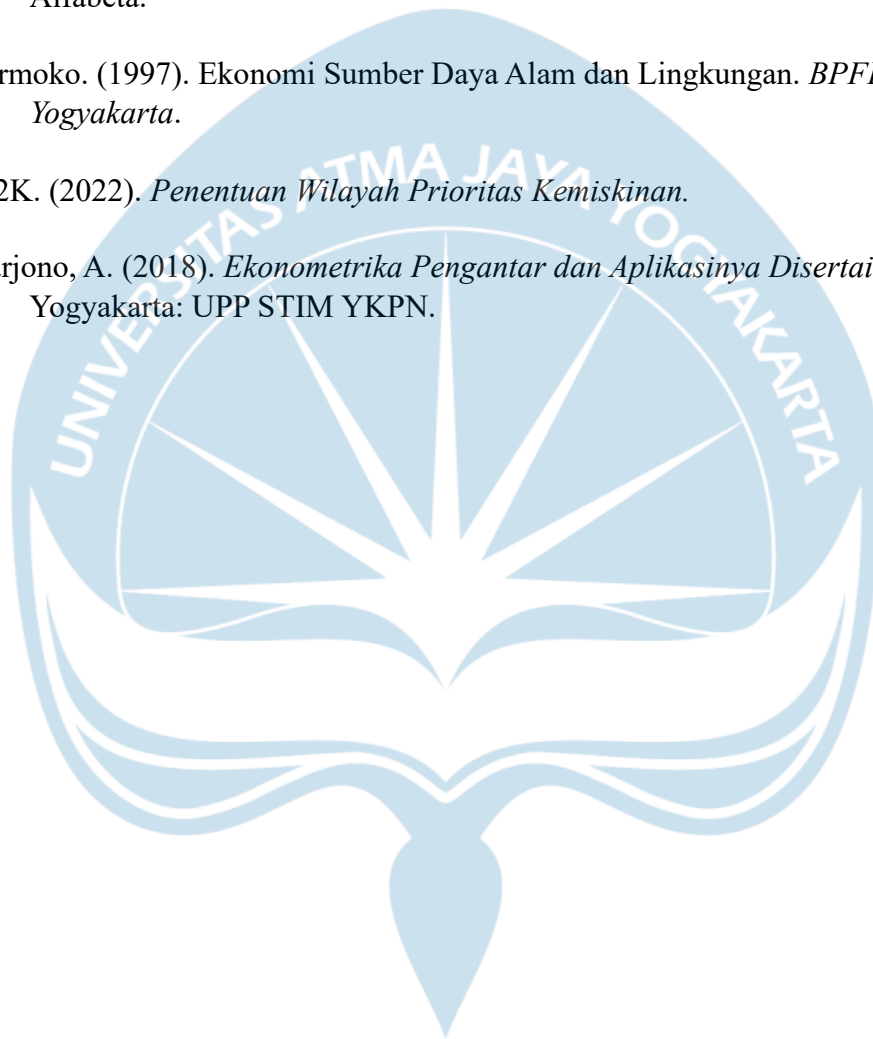 Alfabeta.
rmoko. (1997). Ekonomi Sumber Daya Alam dan Lingkungan. BPF
Yogyakarta.
2K. (2022). Penentuan Wilayah Prioritas Kemiskinan.
rjono, A. (2018). Ekonometrika Pengantar dan Aplikasinya Disertai
Yogyakarta: UPP STIM YKPN.
UNIVERSITAS ATMA JAYA YOGYAKARTA